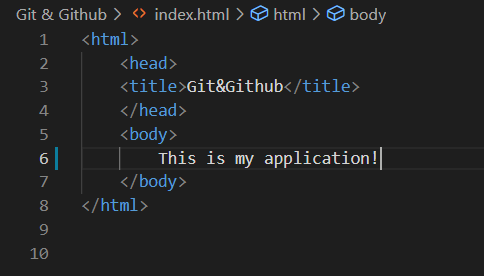 Git & Github > index.html > html > body
1 <html>
2     <head>
3     <title>Git&Github</title>
4     </head>
5     <body>
6         This is my application!
7     </body>
8 </html>
9
10